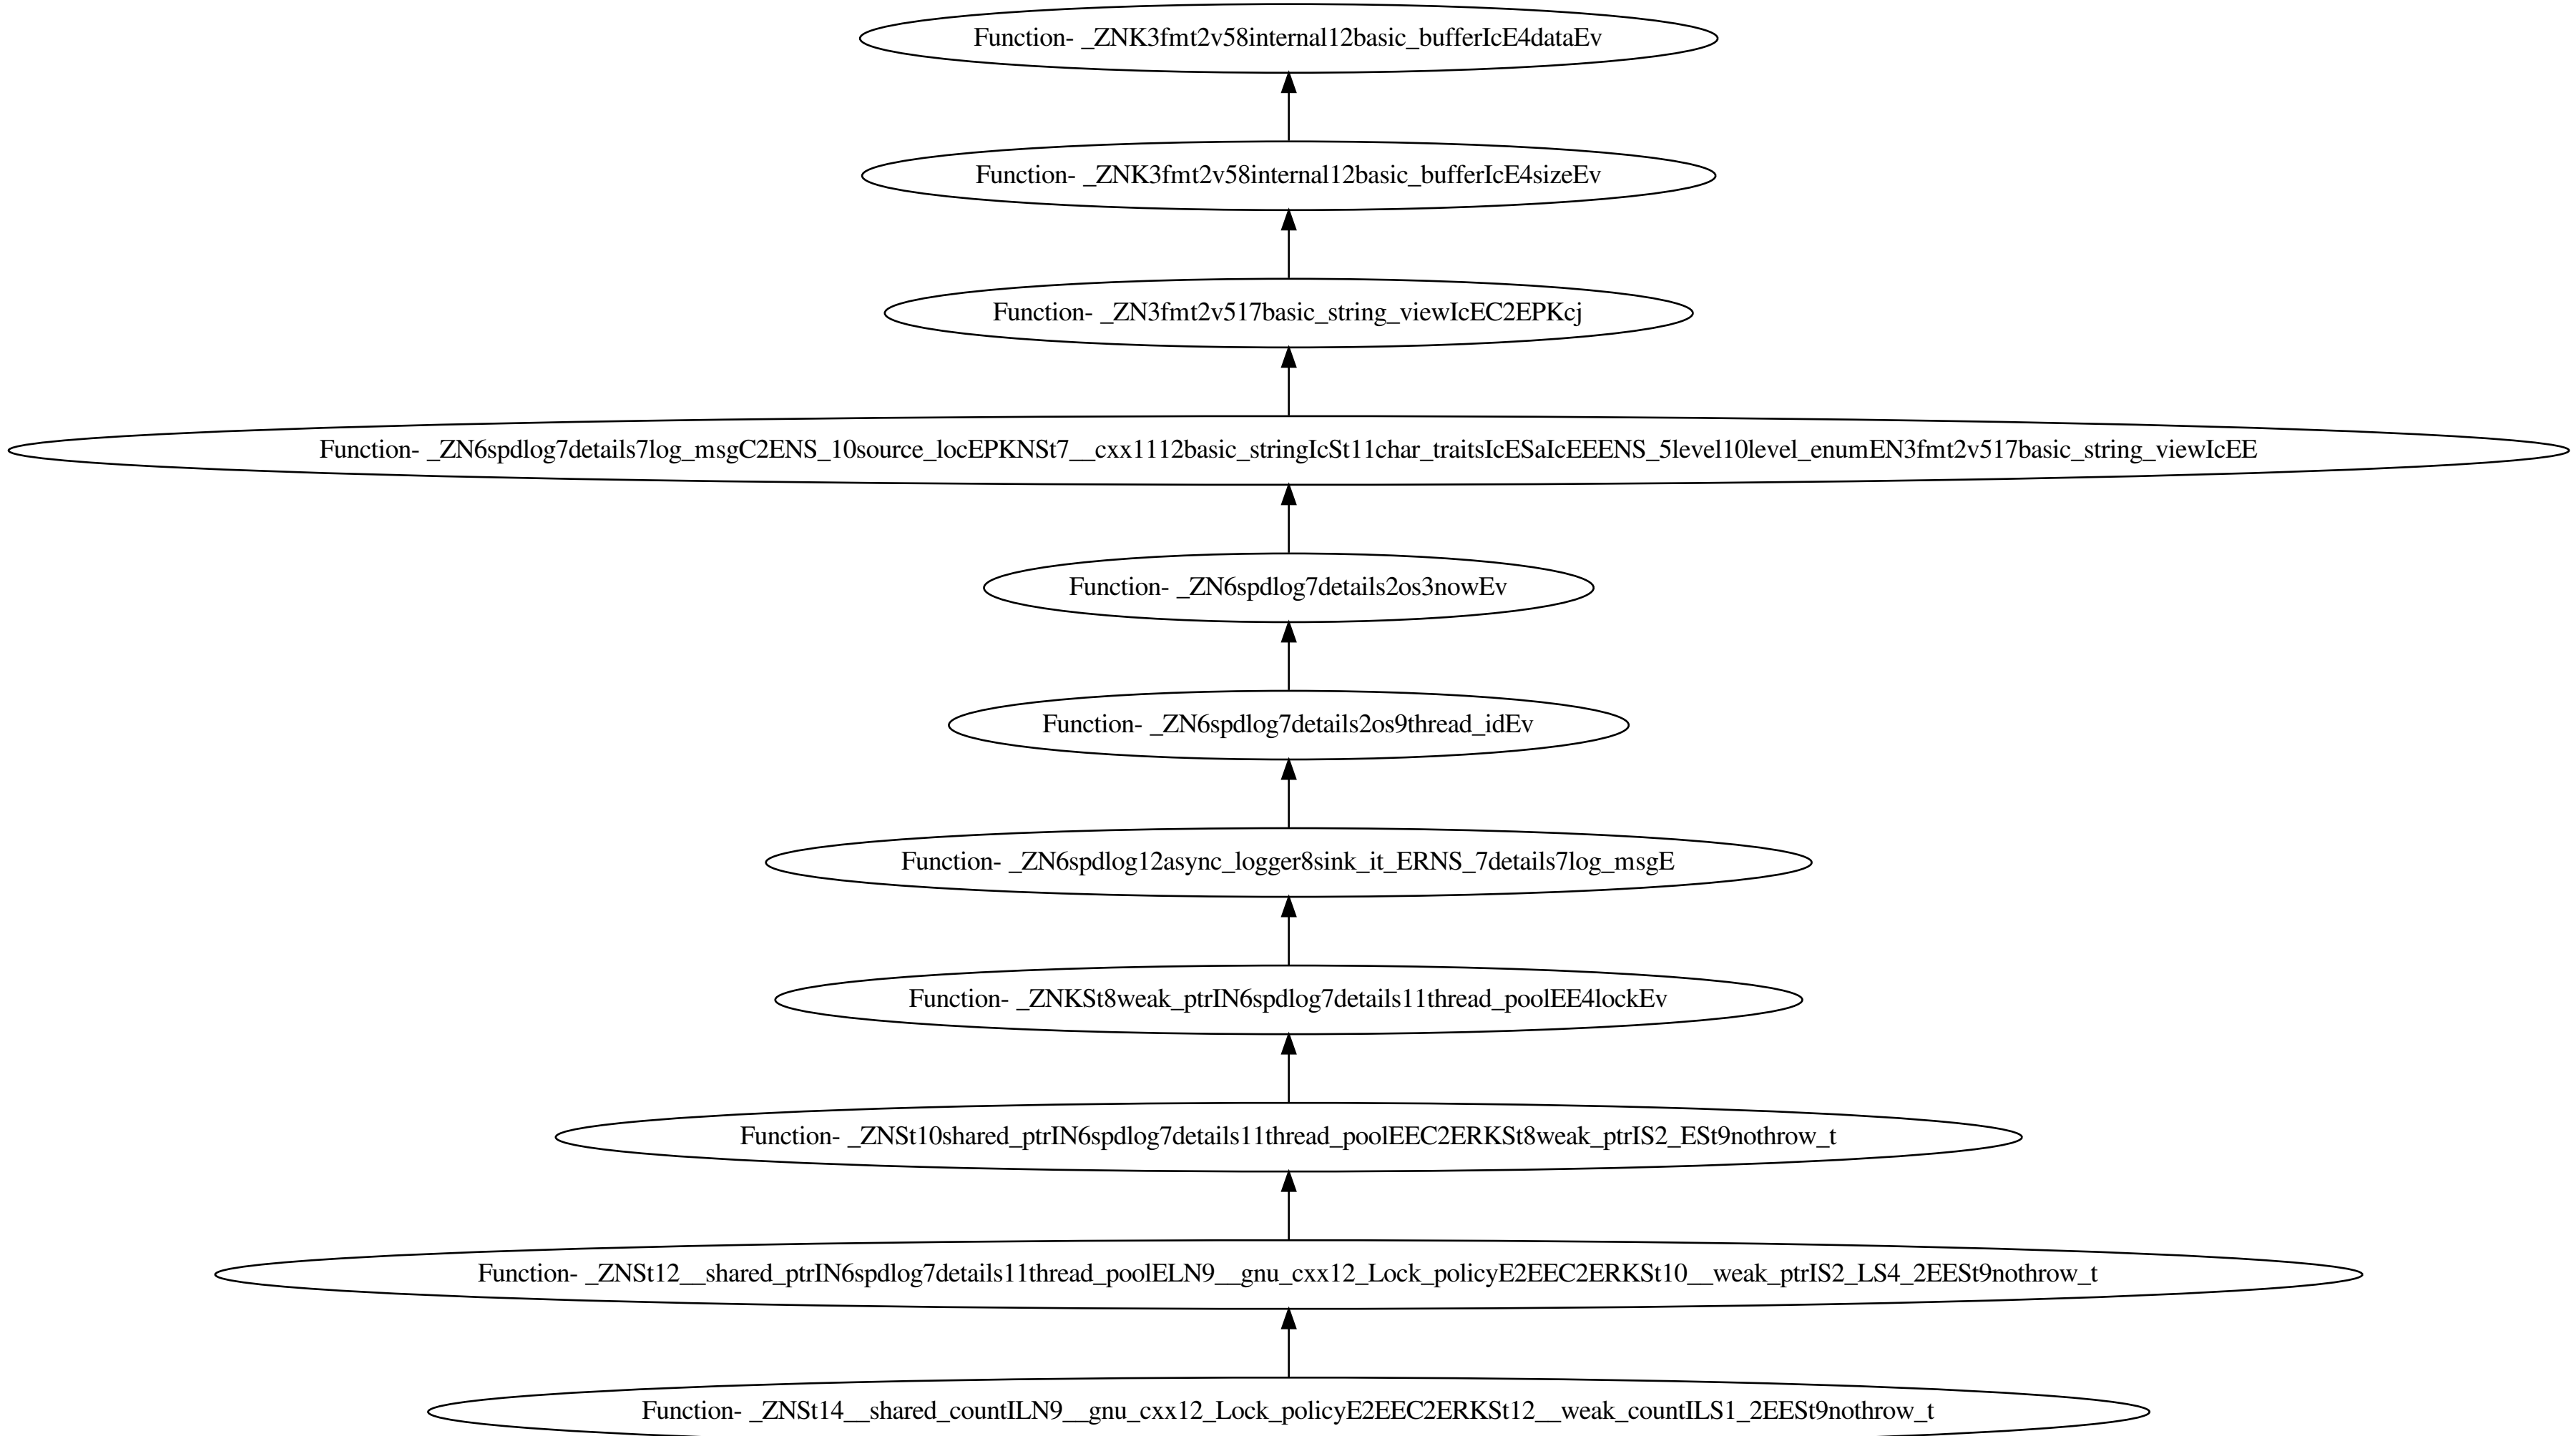 Function- _ZNK3fmt2v58internal12basic_bufferIcE4dataEv
Function- _ZNK3fmt2v58internal12basic_bufferIcE4sizeEv
Function- _ZN3fmt2v517basic_string_viewIcEC2EPKcj
Function- _ZN6spdlog7details7log_msgC2ENS_10source_locEPKNSt7__cxx1112basic_stringIcSt11char_traitsIcESaIcEEENS_5level10level_enumEN3fmt2v517basic_string_viewIcEE
Function- _ZN6spdlog7details2os3nowEv
Function- _ZN6spdlog7details2os9thread_idEv
Function- _ZN6spdlog12async_logger8sink_it_ERNS_7details7log_msgE
Function- _ZNKSt8weak_ptrIN6spdlog7details11thread_poolEE4lockEv
Function- _ZNSt10shared_ptrIN6spdlog7details11thread_poolEEC2ERKSt8weak_ptrIS2_ESt9nothrow_t
Function- _ZNSt12__shared_ptrIN6spdlog7details11thread_poolELN9__gnu_cxx12_Lock_policyE2EEC2ERKSt10__weak_ptrIS2_LS4_2EESt9nothrow_t
Function- _ZNSt14__shared_countILN9__gnu_cxx12_Lock_policyE2EEC2ERKSt12__weak_countILS1_2EESt9nothrow_t